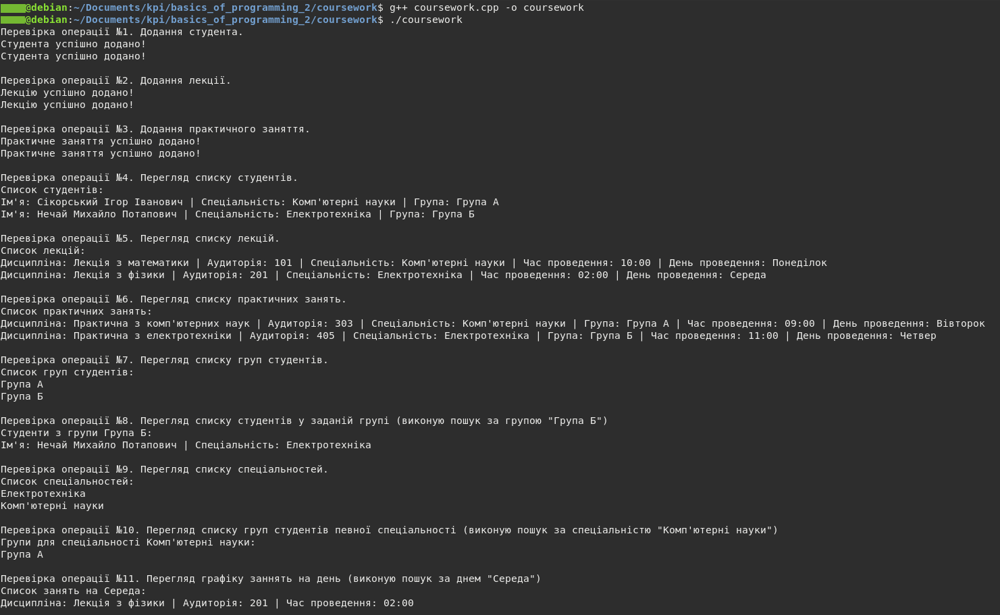 @debian:~/Documents/kpi/basics_of_programming_2/coursework$ g++ coursework.cpp -o coursework
@debian:~/Documents/kpi/basics_of_programming_2/coursework$ ./coursework
Перевірка операції №1. Додання студента.
Студента успішно додано!
Студента успішно додано!
Перевірка операції №2. Додання лекції.
Лекцію успішно додано!
Лекцію успішно додано!
Перевірка операції №3. Додання практичного заняття.
Практичне заняття успішно додано!
Практичне заняття успішно додано!
Перевірка операції №4. Перегляд списку студентів.
Список студентів:
Ім'я: Сікорський Ігор Іванович | Спеціальність: Комп'ютерні науки | Група: Група А
Ім'я: Нечай Михайло Потапович | Спеціальність: Електротехніка | Група: Група Б
Перевірка операції №5. Перегляд списку лекцій.
Список лекцій:
Дисципліна: Лекція з математики | Аудиторія: 101 | Спеціальність: Комп'ютерні науки | Час проведення: 10:00 | День проведення: Понеділок
Дисципліна: Лекція з фізики | Аудиторія: 201 | Спеціальність: Електротехніка | Час проведення: 02:00 | День проведення: Середа
Перевірка операції №6. Перегляд списку практичних занять.
Список практичних занять:
Дисципліна: Практична з комп'ютерних наук | Аудиторія: 303 | Спеціальність: Комп'ютерні науки | Група: Група А | Час проведення: 09:00 | День проведення: Вівторок
Дисципліна: Практична з електротехніки | Аудиторія: 405 | Спеціальність: Електротехніка | Група: Група Б | Час проведення: 11:00 | День проведення: Четвер
Перевірка операції №7. Перегляд списку груп студентів.
Список груп студентів:
Група А
Група Б
Перевірка операції №8. Перегляд списку студентів у заданій групі (виконую пошук за групою "Група Б")
Студенти з групи Група Б:
Ім'я: Нечай Михайло Потапович | Спеціальність: Електротехніка
Перевірка операції №9. Перегляд списку спеціальностей.
Список спеціальностей:
Електротехніка
Комп'ютерні науки
Перевірка операції №10. Перегляд списку груп студентів певної спеціальності (виконую пошук за спеціальністю "Комп'ютерні науки")
Групи для спеціальності Комп'ютерні науки:
Група А
Перевірка операції №11. Перегляд графіку заннять на день (виконую пошук за днем "Середа")
Список занять на Середа:
Дисципліна: Лекція з фізики | Аудиторія: 201 | Час проведення: 02:00